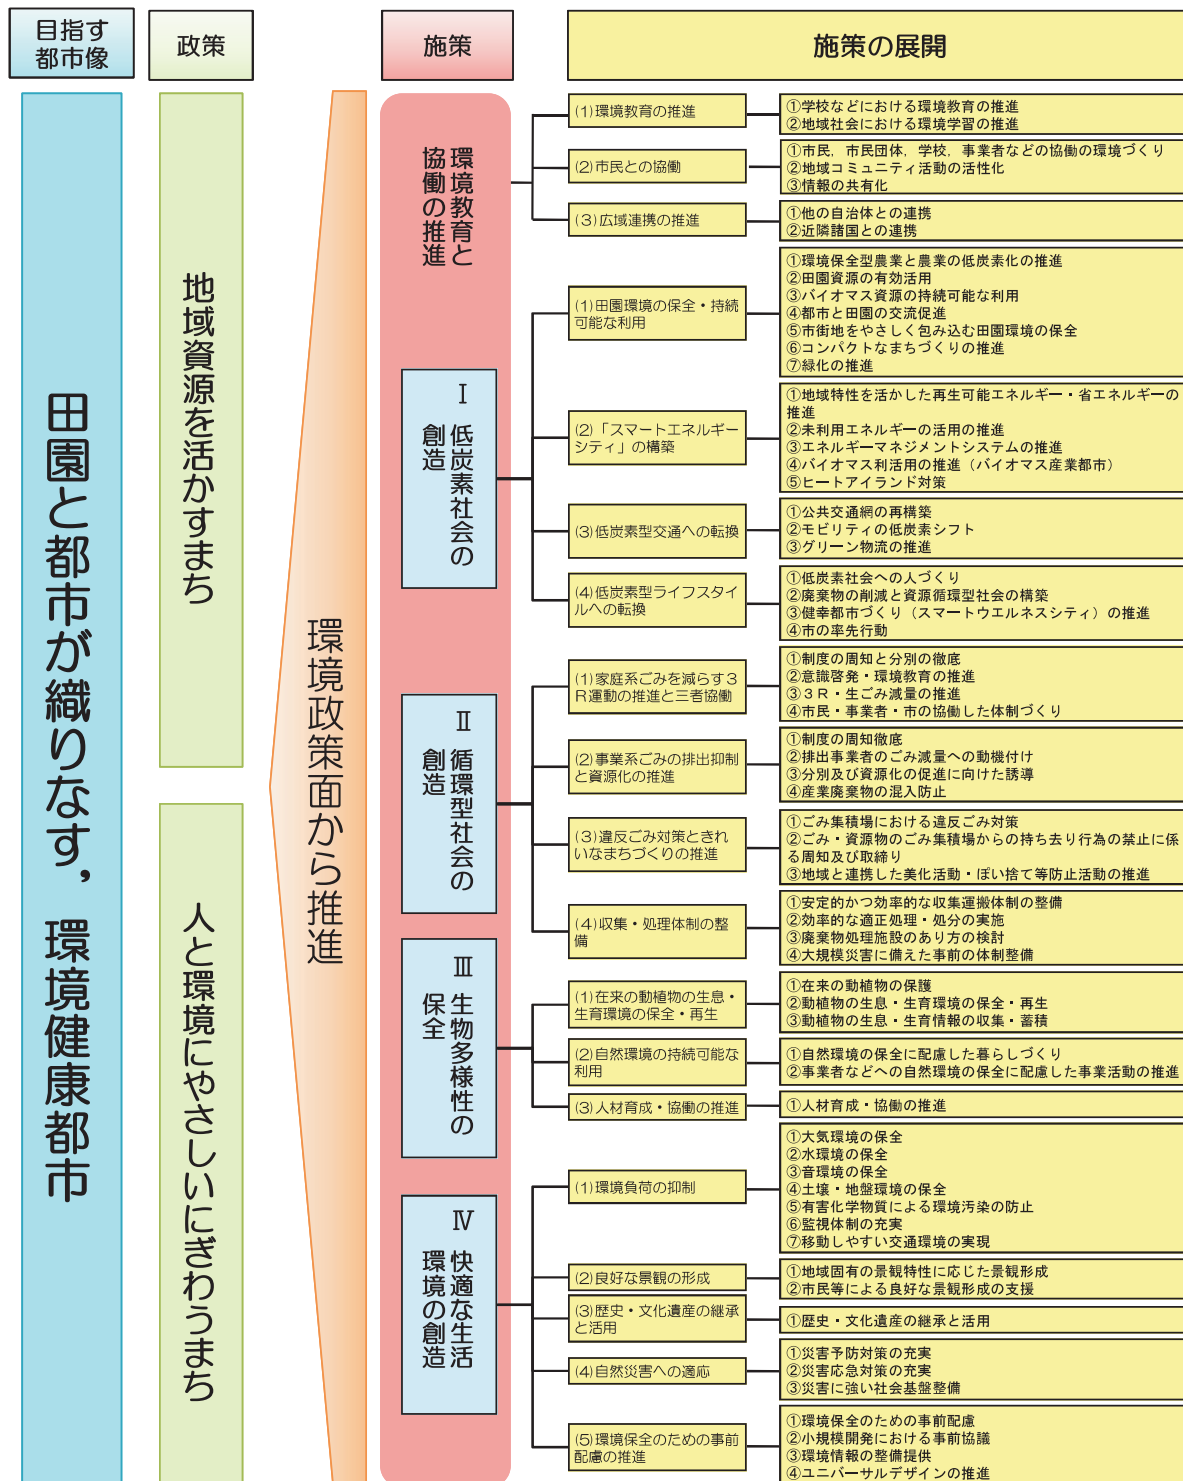 目指す
都市像
政策
施策
施策の展開
田園と都市が織りなす，環境健康都市
地域資源を活かすまち
人と環境にやさしいにぎわうまち
環境政策面から推進
環境教育と
協働の推進
(1)環境教育の推進
①学校などにおける環境教育の推進
②地域社会における環境学習の推進
(2)市民との協働
①市民，市民団体，学校，事業者などの協働の環境づくり
②地域コミュニティ活動の活性化
③情報の共有化
(3)広域連携の推進
①他の自治体との連携
②近隣諸国との連携
Ⅰ
低炭素社会の
創造
(1)田園環境の保全・持続
可能な利用
①環境保全型農業と農業の低炭素化の推進
②田園資源の有効活用
③バイオマス資源の持続可能な利用
④都市と田園の交流促進
⑤市街地をやさしく包み込む田園環境の保全
⑥コンパクトなまちづくりの推進
⑦緑化の推進
(2)「スマートエネルギー
シティ」の構築
①地域特性を活かした再生可能エネルギー・省エネルギーの
推進
②未利用エネルギーの活用の推進
③エネルギーマネジメントシステムの推進
④バイオマス利活用の推進（バイオマス産業都市）
⑤ヒートアイランド対策
(3)低炭素型交通への転換
①公共交通網の再構築
②モビリティの低炭素シフト
③グリーン物流の推進
(4)低炭素型ライフスタイ
ルへの転換
①低炭素社会への人づくり
②廃棄物の削減と資源循環型社会の構築
③健幸都市づくり（スマートウエルネスシティ）の推進
④市の率先行動
Ⅱ
循環型社会の
創造
(1)家庭系ごみを減らす３
Ｒ運動の推進と三者協働
①制度の周知と分別の徹底
②意識啓発・環境教育の推進
③３Ｒ・生ごみ減量の推進
④市民・事業者・市の協働した体制づくり
(2)事業系ごみの排出抑制
と資源化の推進
①制度の周知徹底
②排出事業者のごみ減量への動機付け
③分別及び資源化の促進に向けた誘導
④産業廃棄物の混入防止
(3)違反ごみ対策ときれ
いなまちづくりの推進
①ごみ集積場における違反ごみ対策
②ごみ・資源物のごみ集積場からの持ち去り行為の禁止に係
る周知及び取締り
③地域と連携した美化活動・ぽい捨て等防止活動の推進
(4)収集・処理体制の整
備
①安定的かつ効率的な収集運搬体制の整備
②効率的な適正処理・処分の実施
③廃棄物処理施設のあり方の検討
④大規模災害に備えた事前の体制整備
Ⅲ
生物多様性の
保全
(1)在来の動植物の生息・
生育環境の保全・再生
①在来の動植物の保護
②動植物の生息・生育環境の保全・再生
③動植物の生息・生育情報の収集・蓄積
(2)自然環境の持続可能な
利用
①自然環境の保全に配慮した暮らしづくり
②事業者などへの自然環境の保全に配慮した事業活動の推進
(3)人材育成・協働の推進
①人材育成・協働の推進
Ⅳ
快適な生活
環境の創造
(1)環境負荷の抑制
①大気環境の保全
②水環境の保全
③音環境の保全
④土壌・地盤環境の保全
⑤有害化学物質による環境汚染の防止
⑥監視体制の充実
⑦移動しやすい交通環境の実現
(2)良好な景観の形成
①地域固有の景観特性に応じた景観形成
②市民等による良好な景観形成の支援
(3)歴史・文化遺産の継承
と活用
①歴史・文化遺産の継承と活用
(4)自然災害への適応
①災害予防対策の充実
②災害応急対策の充実
③災害に強い社会基盤整備
(5)環境保全のための事前
配慮の推進
①環境保全のための事前配慮
②小規模開発における事前協議
③環境情報の整備提供
④ユニバーサルデザインの推進